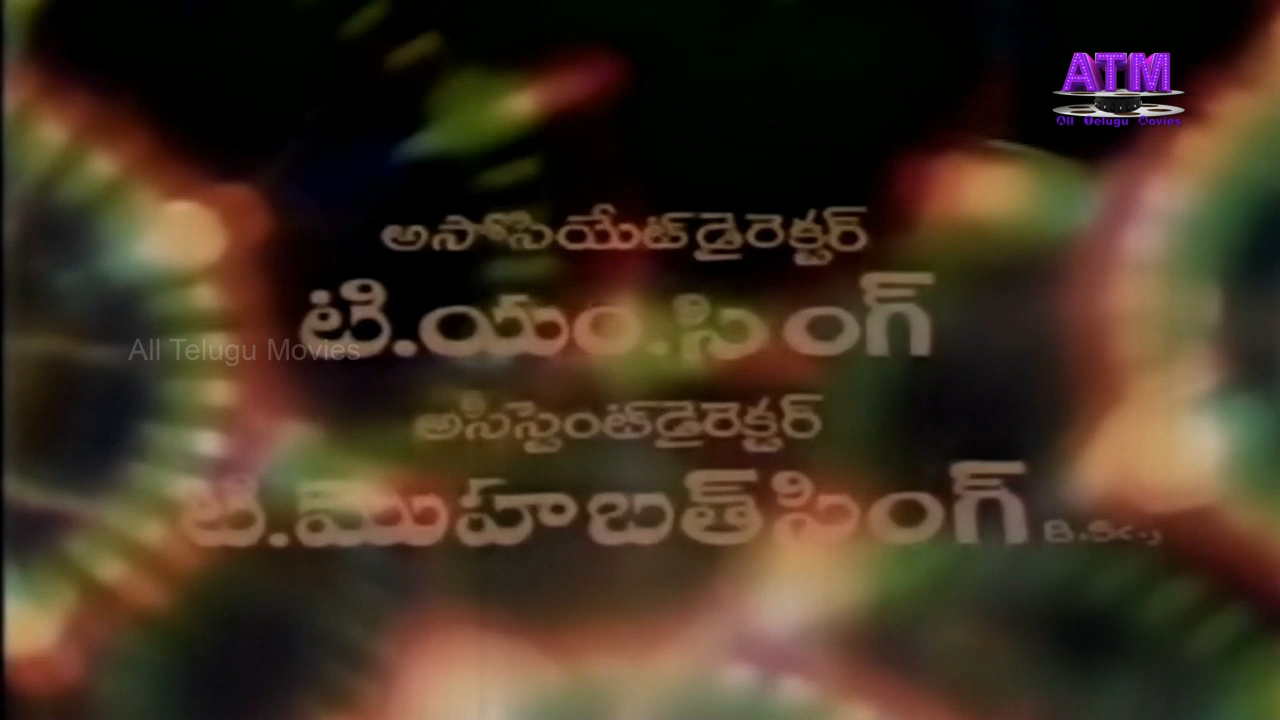 ATM
All Telugu Movies
అసోసియేట్ డైరెక్టర్
టి.యం.సింగ్
All Telugu Movies
అసిస్టెంట్ డైరెక్టర్
టి.మొహబత్ సింగ్